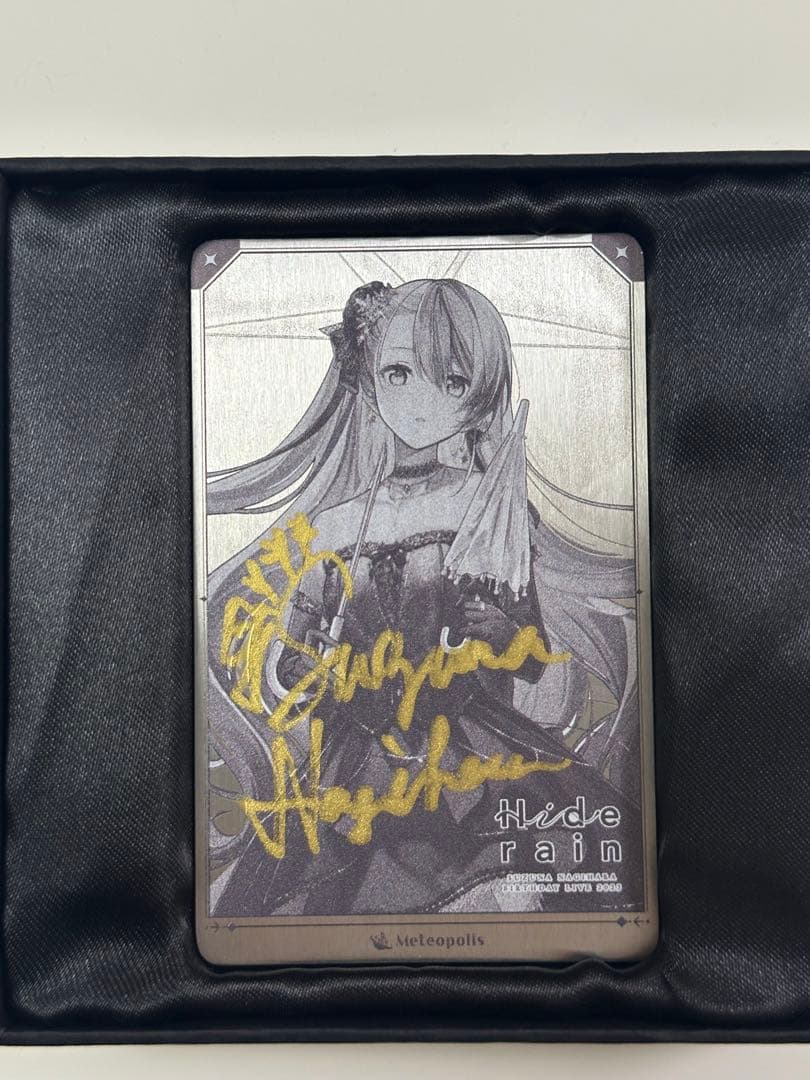 Suzuna
Nagihara
Hide
rain
SUZUNA NAGIHARA
BIRTHDAY LIVE 2023
Meteopolis